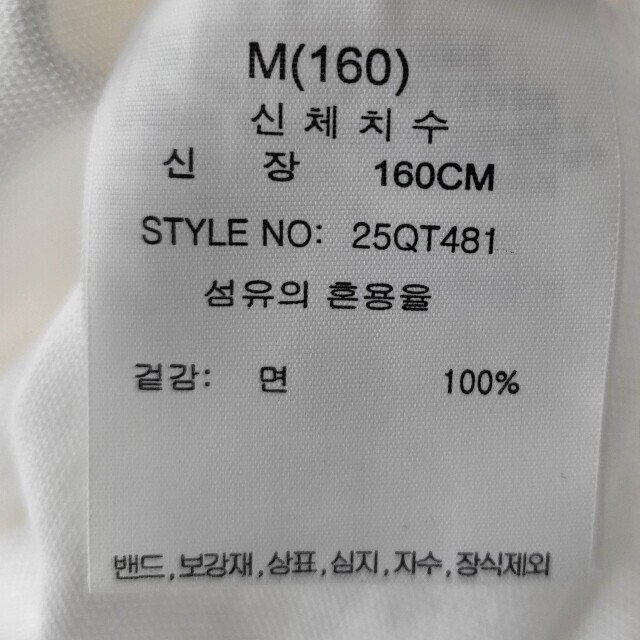 M(160)
신체치수
신 장 160CM
STYLE NO: 25QT481
섬유의 혼용율
겉감: 면 100%
밴드,보강재,상표,심지,자수,장식제외